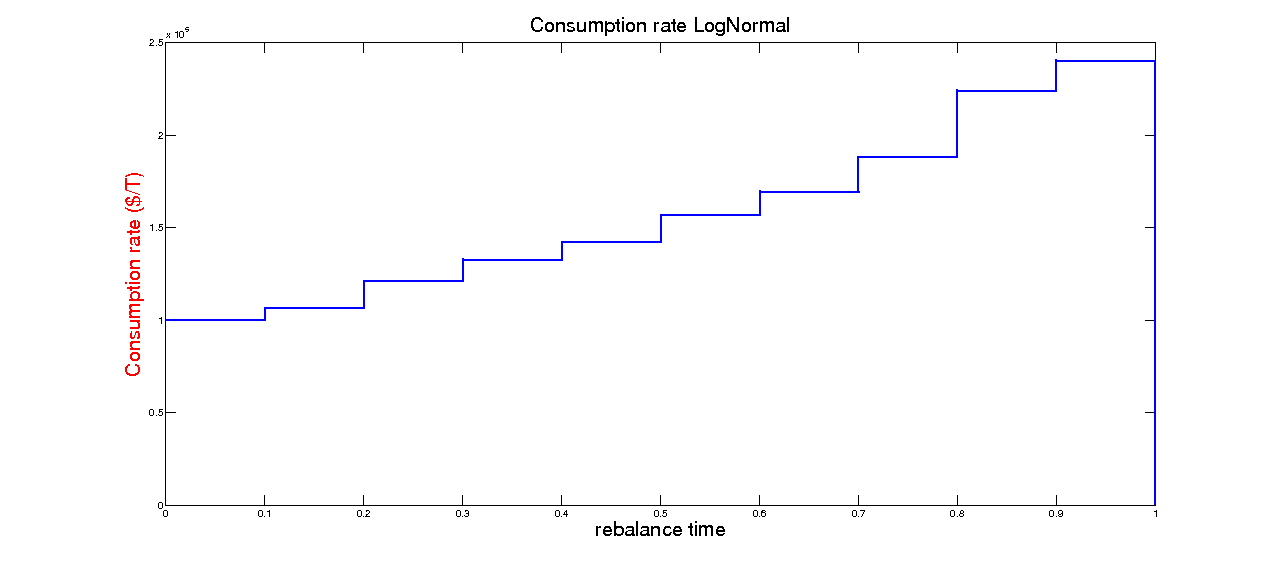 Consumption rate LogNormal
x 10^5
2.5
2
1.5
1
0.5
0
Consumption rate ($/T)
0 0.1 0.2 0.3 0.4 0.5 0.6 0.7 0.8 0.9 1
rebalance time